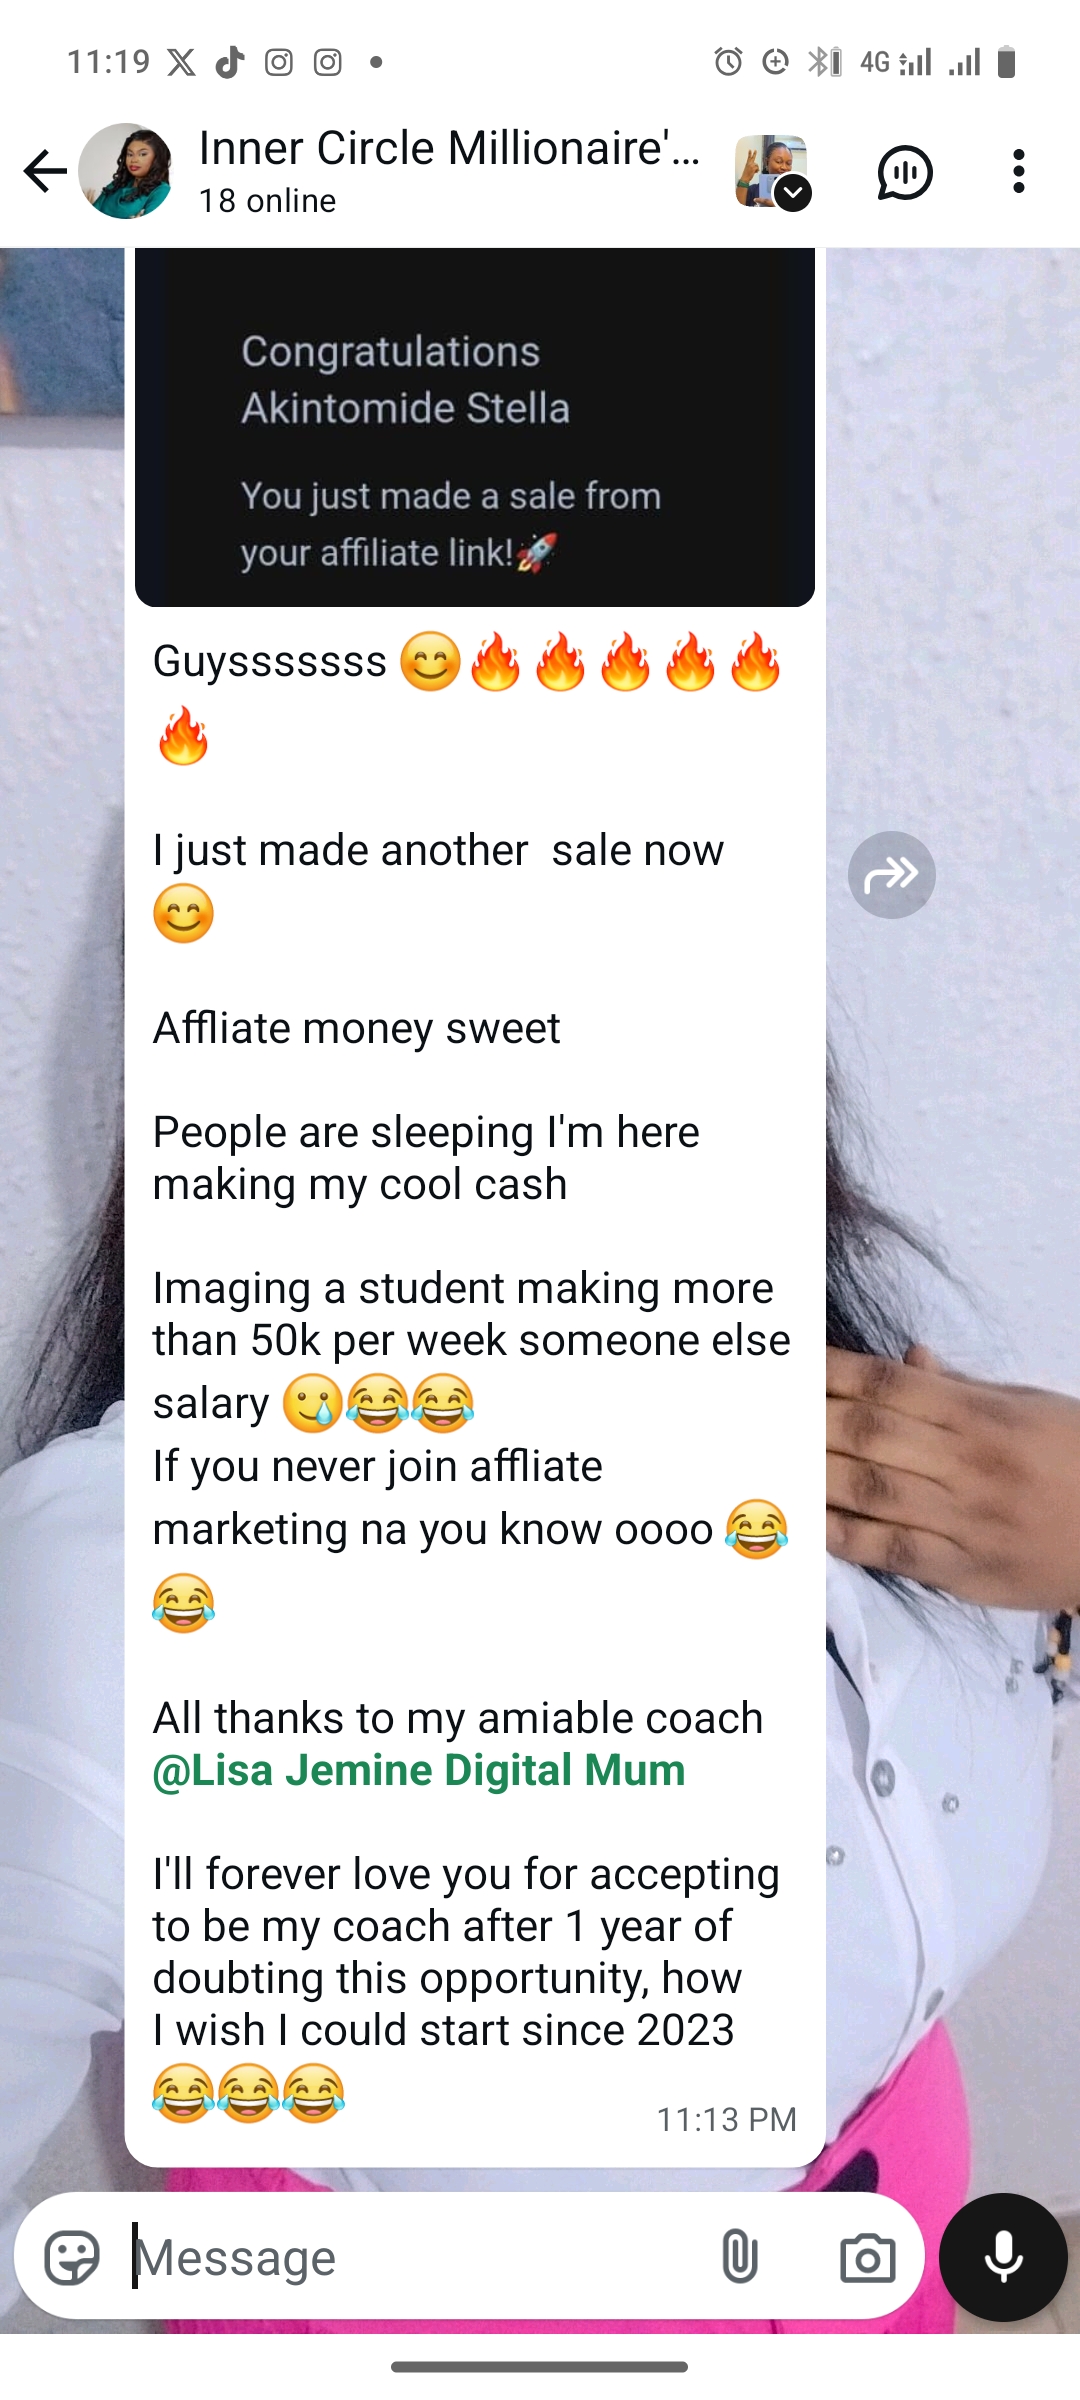 11:19
4G
Inner Circle Millionaire'...
18 online
Congratulations
Akintomide Stella
You just made a sale from
your affiliate link!🚀
Guysssssss 😊🔥🔥🔥🔥🔥
🔥
I just made another  sale now
😊
Affliate money sweet
People are sleeping I'm here
making my cool cash
Imaging a student making more
than 50k per week someone else
salary 🥲😂😂
If you never join affliate
marketing na you know oooo 😂
😂
All thanks to my amiable coach
@Lisa Jemine Digital Mum
I'll forever love you for accepting
to be my coach after 1 year of
doubting this opportunity, how
I wish I could start since 2023
😂😂😂
11:13 PM
Message